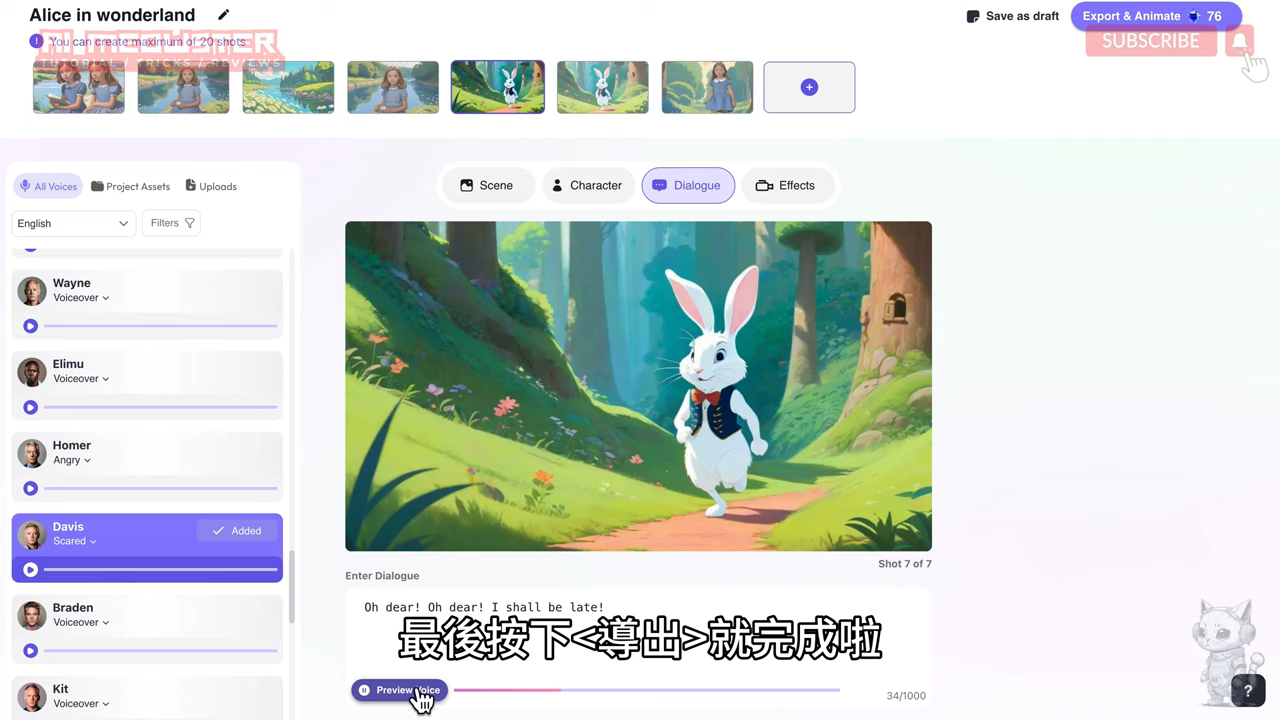 Alice in wonderland
Save as draft
Export & Animate 76
You can create maximum of 20 shots.
TUTORIAL / TRICKS / REVIEWS
SUBSCRIBE
All Voices
Project Assets
Uploads
Scene
Character
Dialogue
Effects
English
Filters
Wayne
Voiceover
Elimu
Voiceover
Homer
Angry
Davis
Scared
Added
Braden
Voiceover
Kit
Voiceover
Shot 7 of 7
Enter Dialogue
Oh dear! Oh dear! I shall be late!
最後按下<導出>就完成啦
Preview Voice
34/1000
?